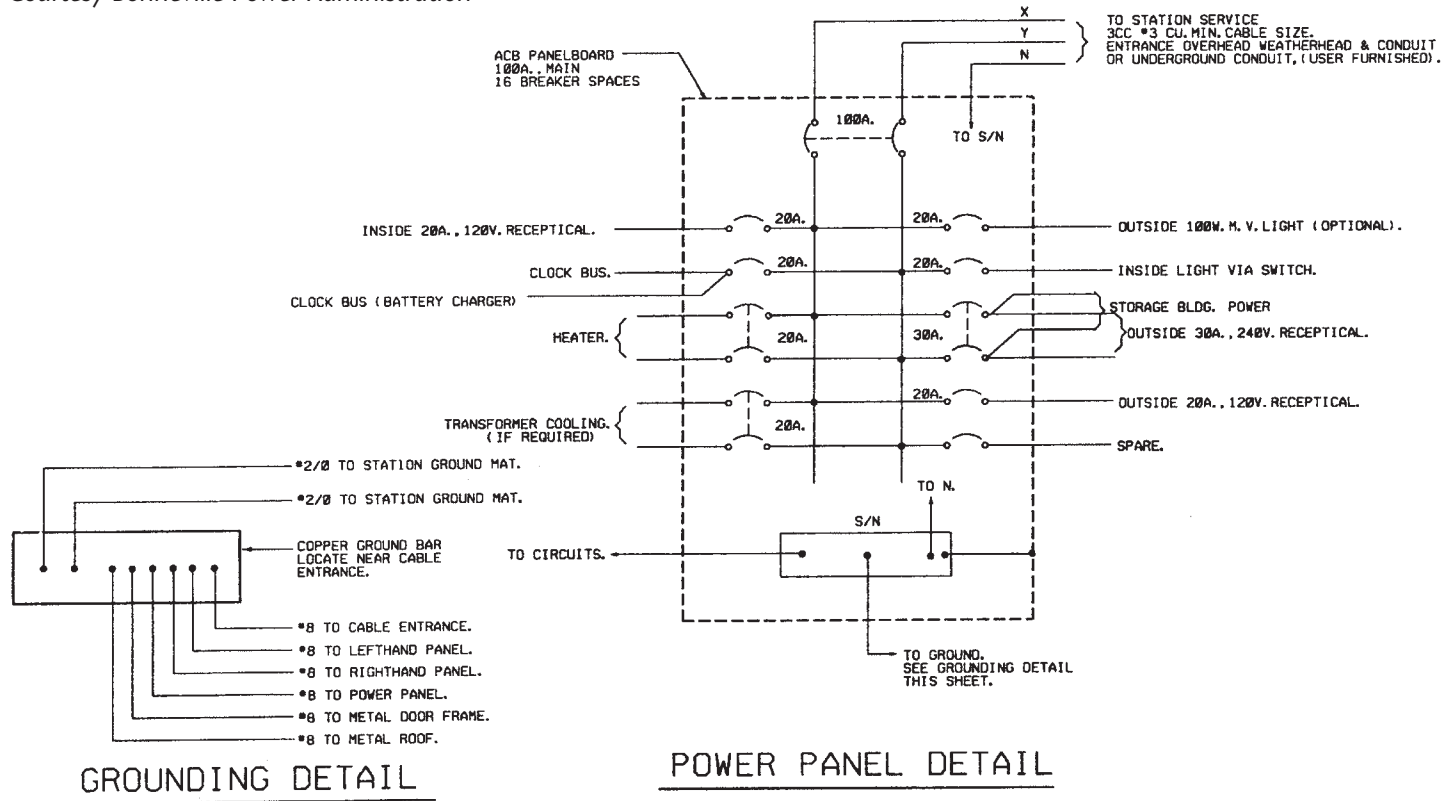 Courtesy Bonneville Power Administration
X
Y
N
TO STATION SERVICE
3CC #3 CU. MIN. CABLE SIZE.
ENTRANCE OVERHEAD WEATHERHEAD & CONDUIT
OR UNDERGROUND CONDUIT, (USER FURNISHED).
ACB PANELBOARD
100A., MAIN
16 BREAKER SPACES
100A.
TO S/N
INSIDE 20A., 120V. RECEPTICAL.
20A.
20A.
OUTSIDE 100W. M. V. LIGHT (OPTIONAL).
CLOCK BUS.
20A.
20A.
INSIDE LIGHT VIA SWITCH.
CLOCK BUS (BATTERY CHARGER)
STORAGE BLDG. POWER
HEATER.
20A.
30A.
OUTSIDE 30A., 240V. RECEPTICAL.
20A.
OUTSIDE 20A., 120V. RECEPTICAL.
TRANSFORMER COOLING.
(IF REQUIRED)
20A.
SPARE.
#2/0 TO STATION GROUND MAT.
#2/0 TO STATION GROUND MAT.
TO N.
S/N
COPPER GROUND BAR
LOCATE NEAR CABLE
ENTRANCE.
TO CIRCUITS.
#8 TO CABLE ENTRANCE.
#8 TO LEFTHAND PANEL.
#8 TO RIGHTHAND PANEL.
#8 TO POWER PANEL.
#8 TO METAL DOOR FRAME.
#8 TO METAL ROOF.
TO GROUND.
SEE GROUNDING DETAIL
THIS SHEET.
GROUNDING DETAIL
POWER PANEL DETAIL